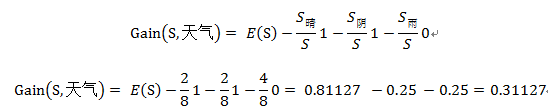 Gain(S,天气) = E(S) − S晴/S 1 − S阴/S 1 − S雨/S 0
Gain(S,天气) = E(S) − 2/8 1 − 2/8 1 − 4/8 0 = 0.81127 − 0.25 − 0.25 = 0.31127